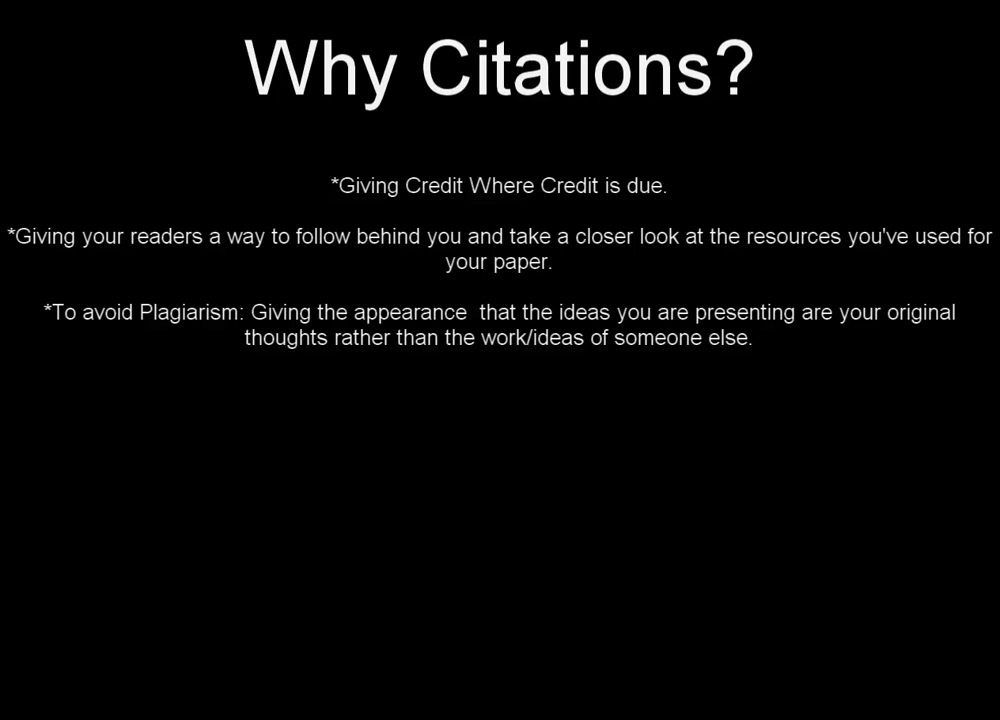 Why Citations?
*Giving Credit Where Credit is due.
*Giving your readers a way to follow behind you and take a closer look at the resources you've used for
your paper.
*To avoid Plagiarism: Giving the appearance  that the ideas you are presenting are your original
thoughts rather than the work/ideas of someone else.